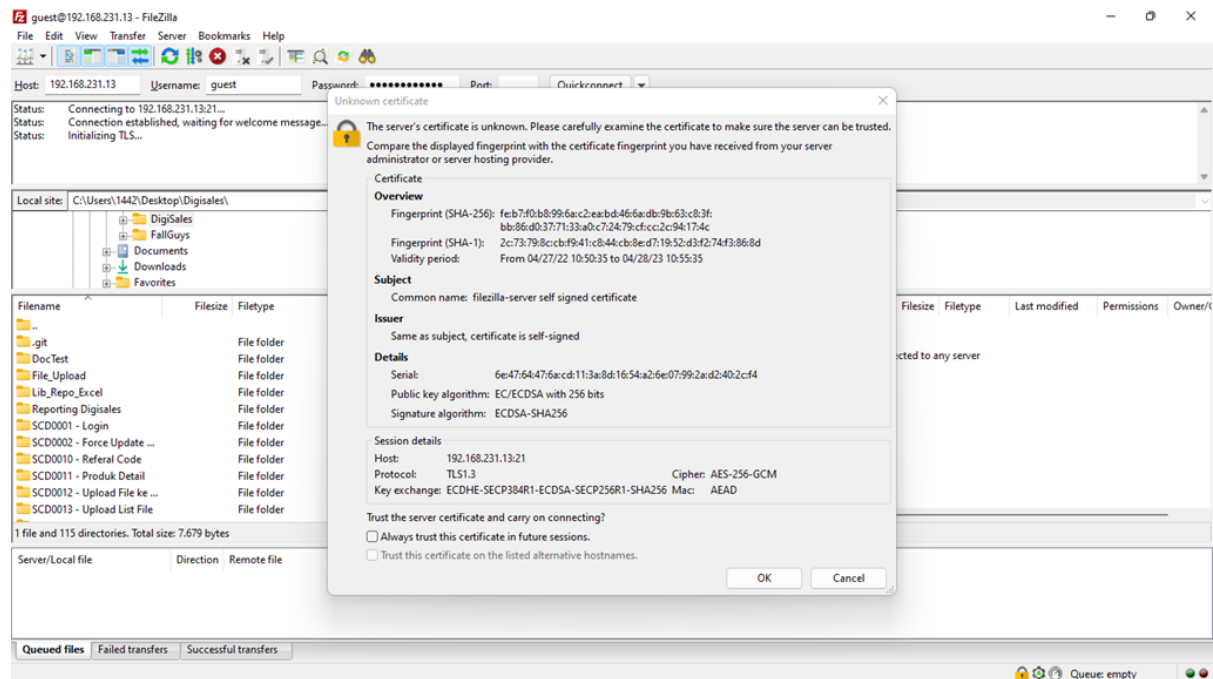 guest@192.168.231.13 - FileZilla
File Edit View Transfer Server Bookmarks Help
Host: 192.168.231.13 Username: guest Password: ●●●●●●●●●●●● Port: Quickconnect
Status: Connecting to 192.168.231.13:21...
Status: Connection established, waiting for welcome message...
Status: Initializing TLS...
Local site: C:\Users\1442\Desktop\Digisales\
DigiSales
FallGuys
Documents
Downloads
Favorites
Filename Filesize Filetype
..
.git File folder
DocTest File folder
File_Upload File folder
Lib_Repo_Excel File folder
Reporting Digisales File folder
SCD0001 - Login File folder
SCD0002 - Force Update ... File folder
SCD0010 - Referal Code File folder
SCD0011 - Produk Detail File folder
SCD0012 - Upload File ke ... File folder
SCD0013 - Upload List File File folder
1 file and 115 directories. Total size: 7.679 bytes
Server/Local file Direction Remote file
Queued files Failed transfers Successful transfers
Unknown certificate
The server's certificate is unknown. Please carefully examine the certificate to make sure the server can be trusted.
Compare the displayed fingerprint with the certificate fingerprint you have received from your server
administrator or server hosting provider.
Certificate
Overview
Fingerprint (SHA-256): fe:b7:f0:b8:99:6a:c2:ea:bd:46:6a:db:9b:63:c8:3f:
bb:86:d0:37:71:33:a0:c7:24:79:cf:cc:2c:94:17:4c
Fingerprint (SHA-1): 2c:73:79:8c:cb:f9:41:c8:44:cb:8e:d7:19:52:d3:f2:74:f3:86:8d
Validity period: From 04/27/22 10:50:35 to 04/28/23 10:55:35
Subject
Common name: filezilla-server self signed certificate
Issuer
Same as subject, certificate is self-signed
Details
Serial: 6e:47:64:47:6a:cd:11:3a:8d:16:54:a2:6e:07:99:2a:d2:40:2c:f4
Public key algorithm: EC/ECDSA with 256 bits
Signature algorithm: ECDSA-SHA256
Session details
Host: 192.168.231.13:21
Protocol: TLS1.3 Cipher: AES-256-GCM
Key exchange: ECDHE-SECP384R1-ECDSA-SECP256R1-SHA256 Mac: AEAD
Trust the server certificate and carry on connecting?
Always trust this certificate in future sessions.
Trust this certificate on the listed alternative hostnames.
OK Cancel
Filesize Filetype Last modified Permissions Owner/
to any server
Queue: empty